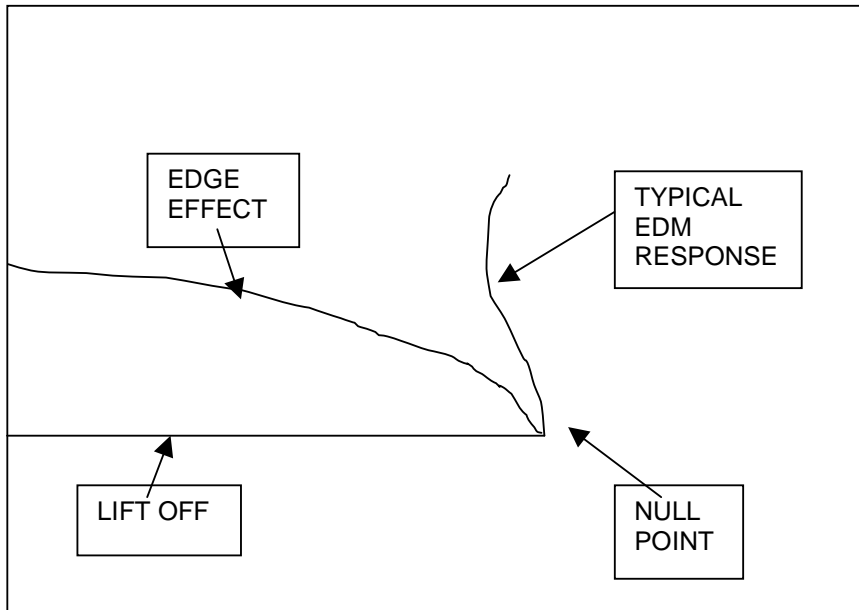 EDGE
EFFECT
TYPICAL
EDM
RESPONSE
LIFT OFF
NULL
POINT